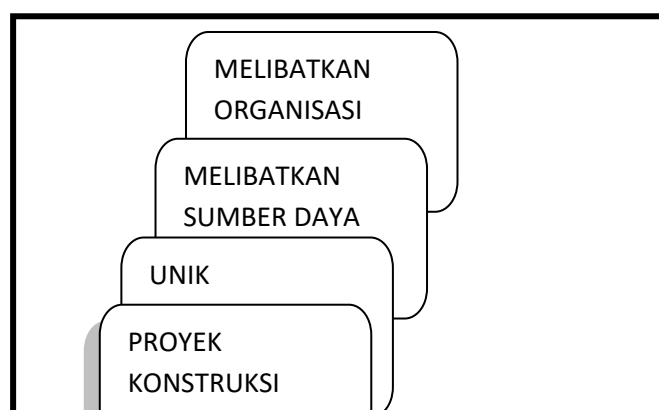 MELIBATKAN
ORGANISASI
MELIBATKAN
SUMBER DAYA
UNIK
PROYEK
KONSTRUKSI